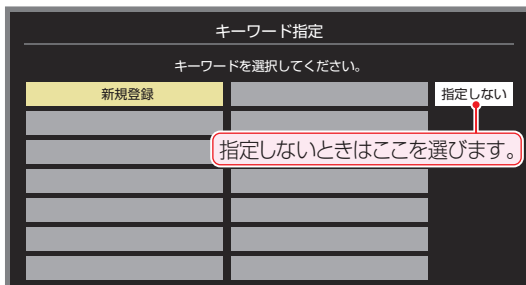 キーワード指定
キーワードを選択してください。
新規登録
指定しない
指定しないときはここを選びます。